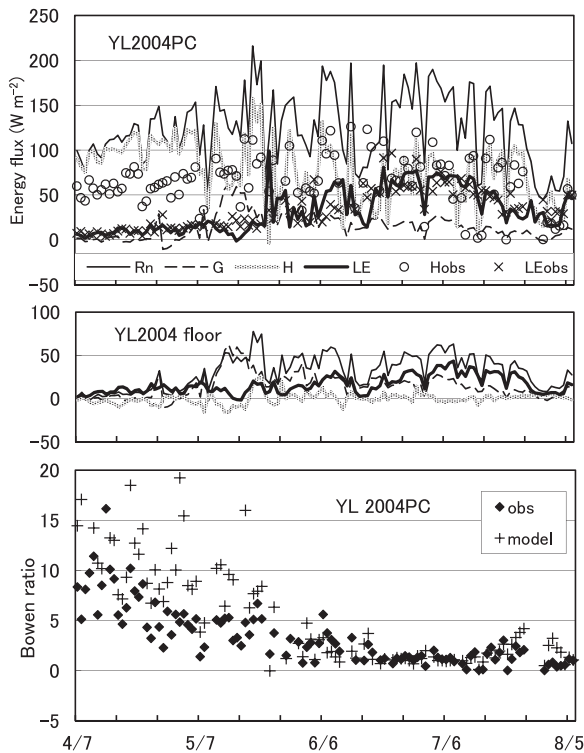 250
YL2004PC
200
150
100
50
0
-50
Energy flux (W m⁻²)
Rn G H LE Hobs LEobs
100
YL2004 floor
50
0
-50
20
YL 2004PC
15
obs
model
10
5
0
-5
Bowen ratio
4/7 5/7 6/6 7/6 8/5